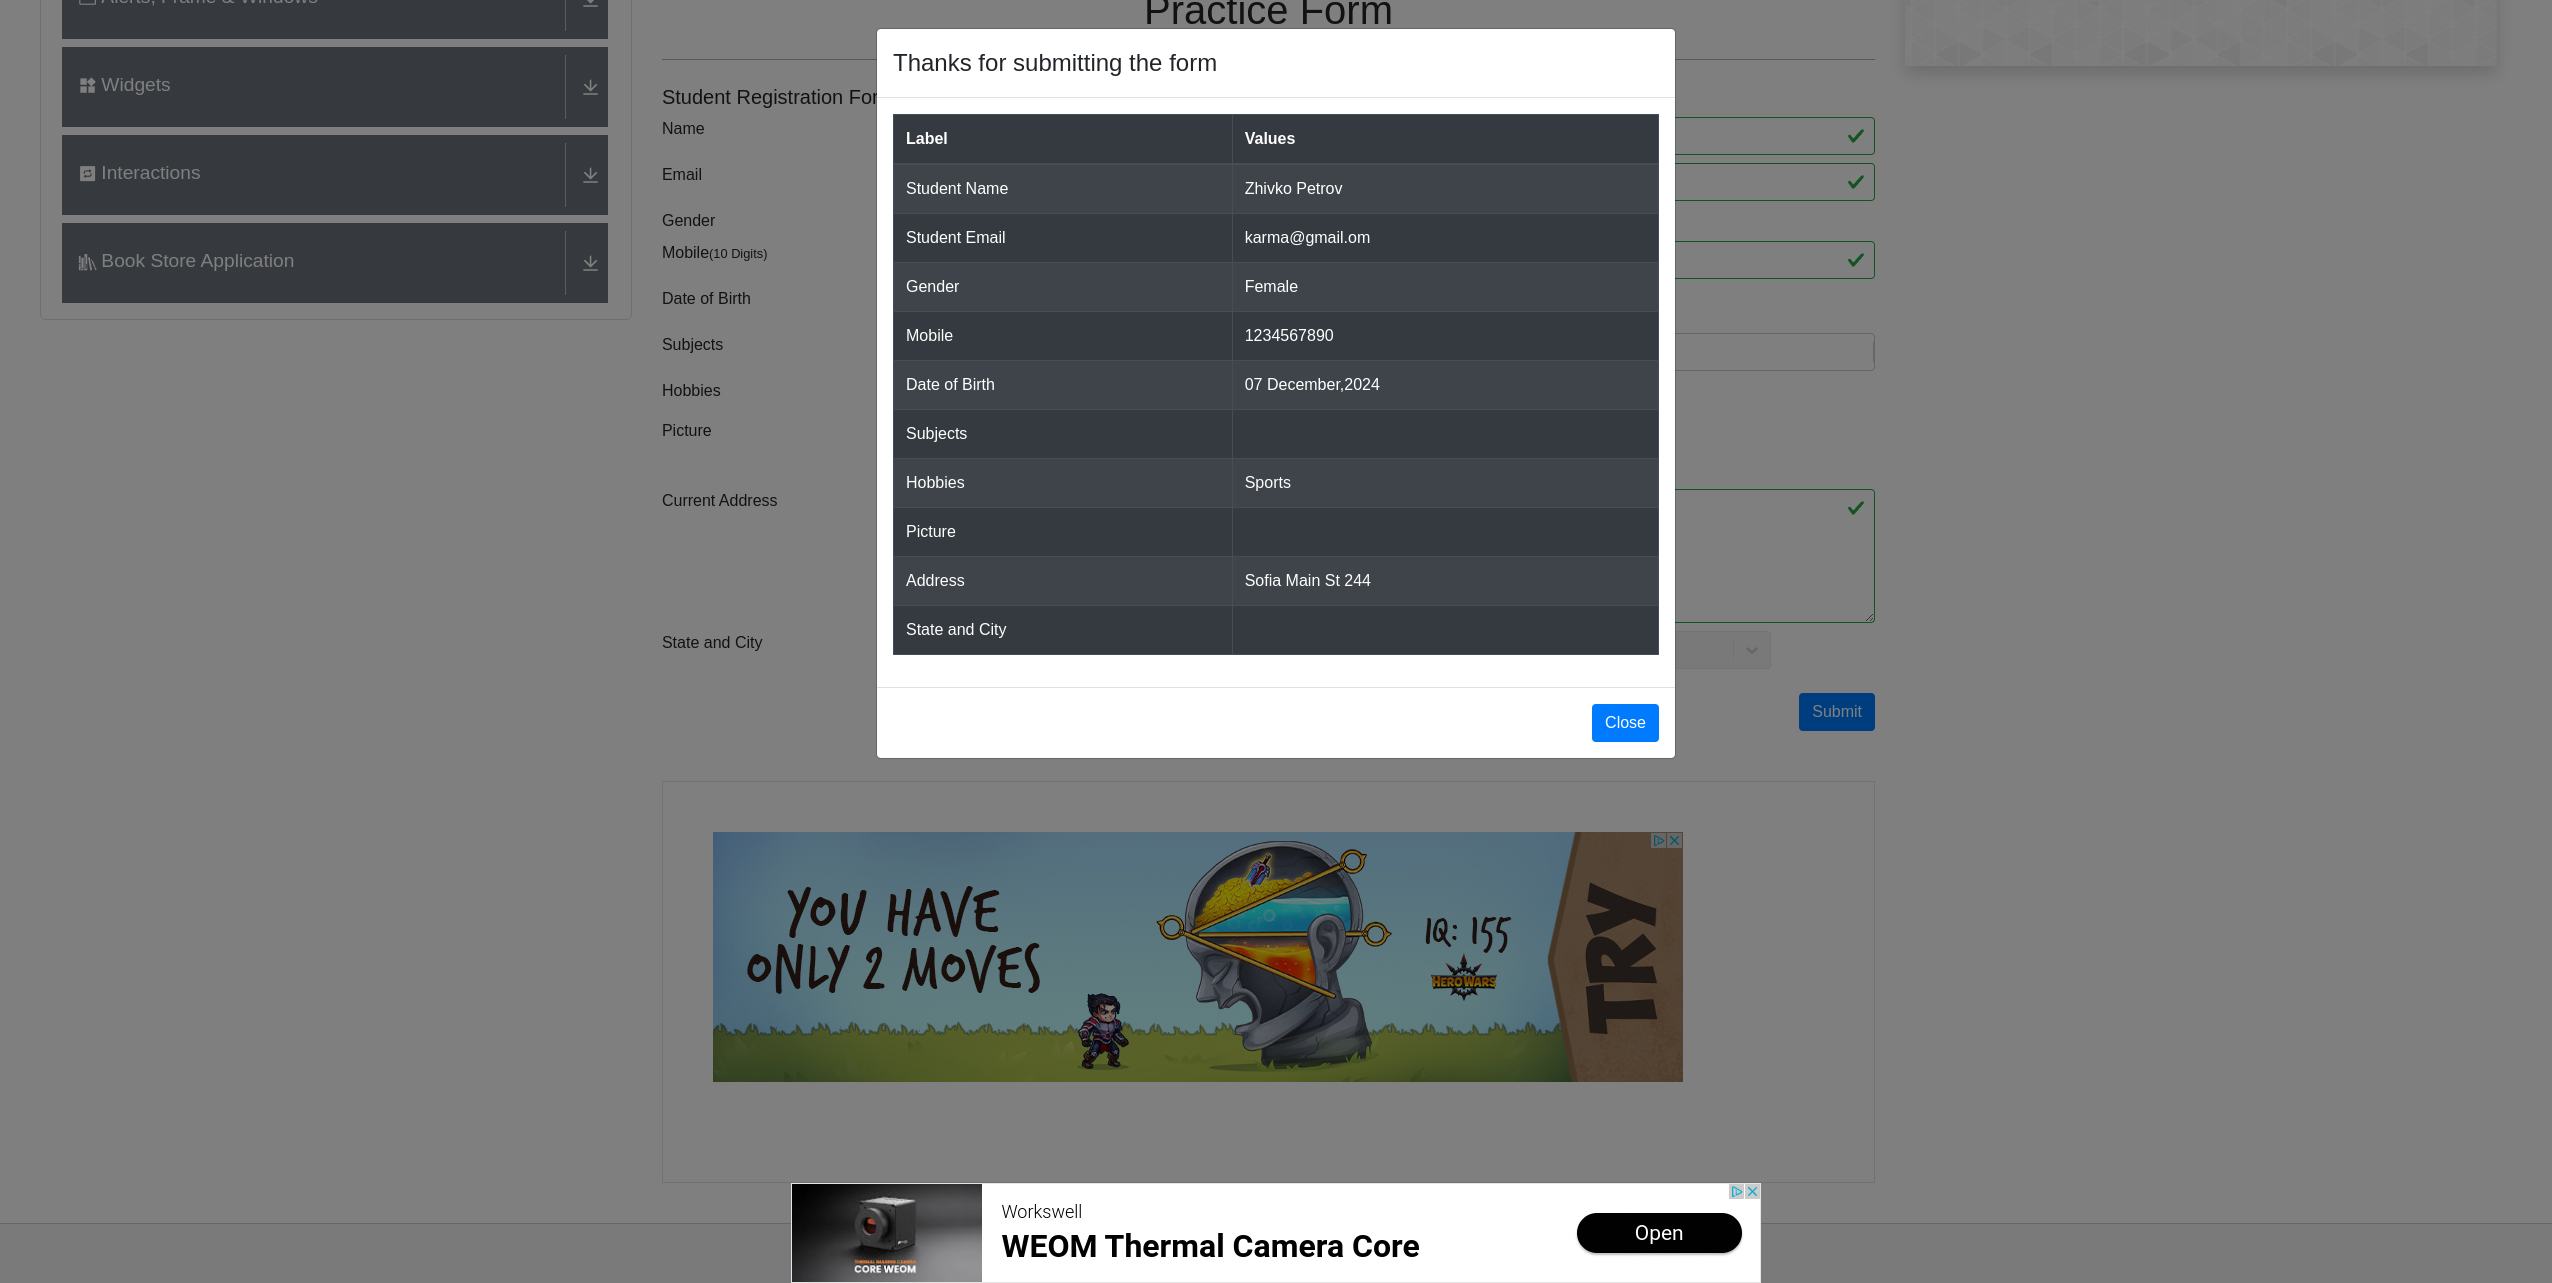 Alerts, Frame & Windows
Widgets
Interactions
Book Store Application
Practice Form
Student Registration For
Name
Email
Gender
Mobile(10 Digits)
Date of Birth
Subjects
Hobbies
Picture
Current Address
State and City
Submit
Thanks for submitting the form
Label Values
Student Name Zhivko Petrov
Student Email karma@gmail.om
Gender Female
Mobile 1234567890
Date of Birth 07 December,2024
Subjects
Hobbies Sports
Picture
Address Sofia Main St 244
State and City
Close
YOU HAVE
ONLY 2 MOVES
IQ: 155
HERO WARS
TRY
CORE WEOM
Workswell
WEOM Thermal Camera Core
Open